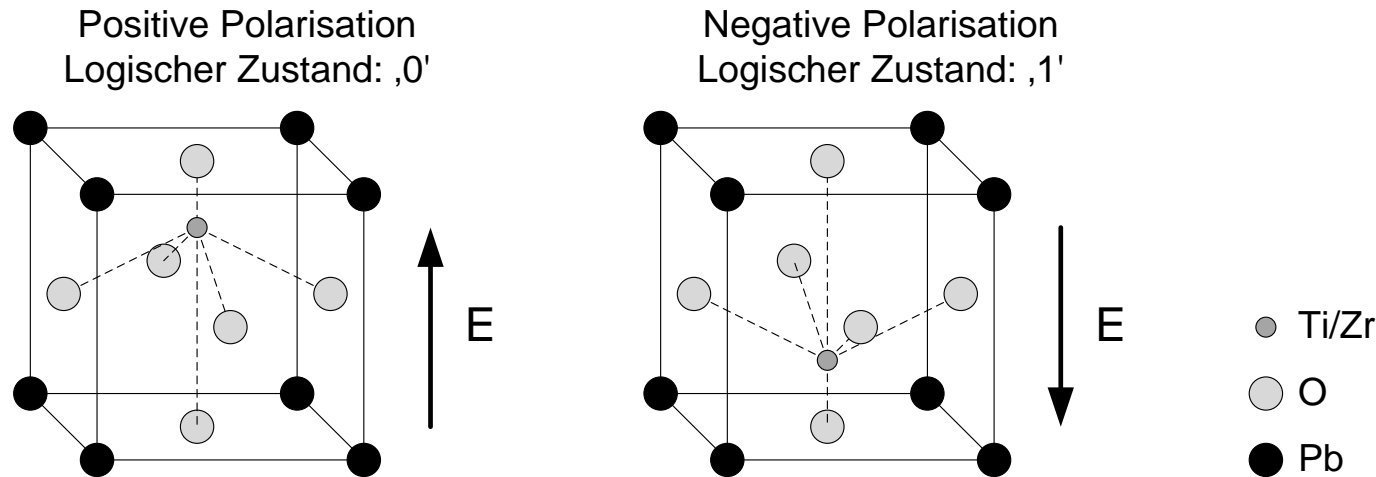 Positive Polarisation
Logischer Zustand: ‚0'
Negative Polarisation
Logischer Zustand: ‚1'
E
E
Ti/Zr
O
Pb